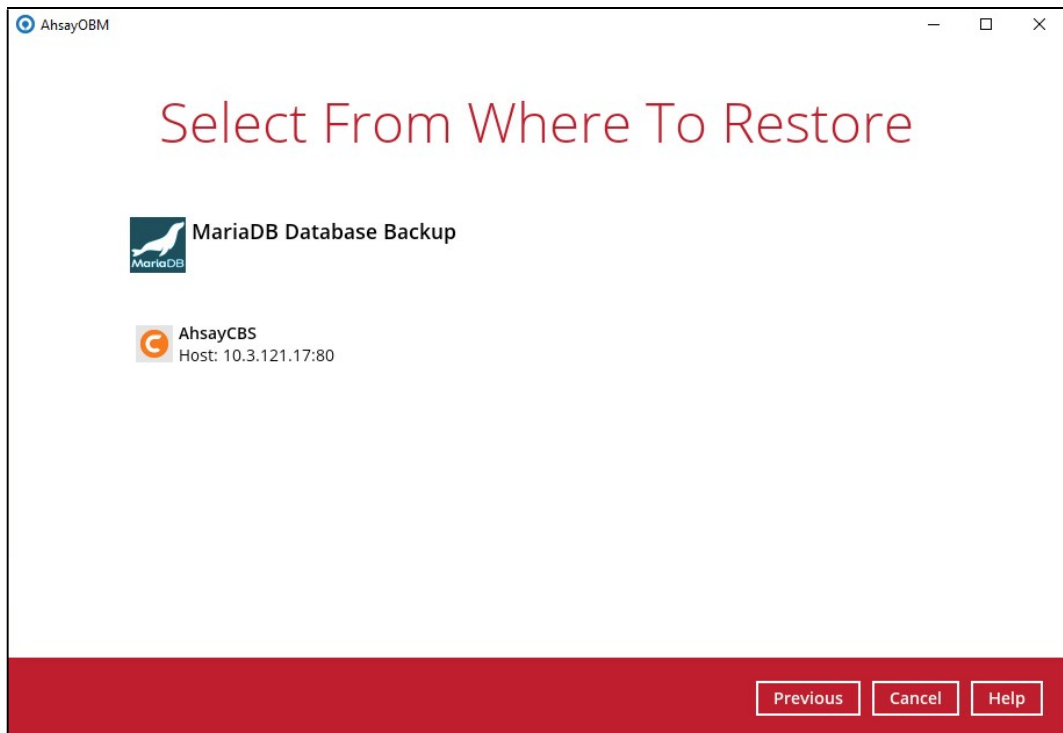 AhsayOBM
Select From Where To Restore
MariaDB Database Backup
MariaDB
AhsayCBS
Host: 10.3.121.17:80
Previous
Cancel
Help